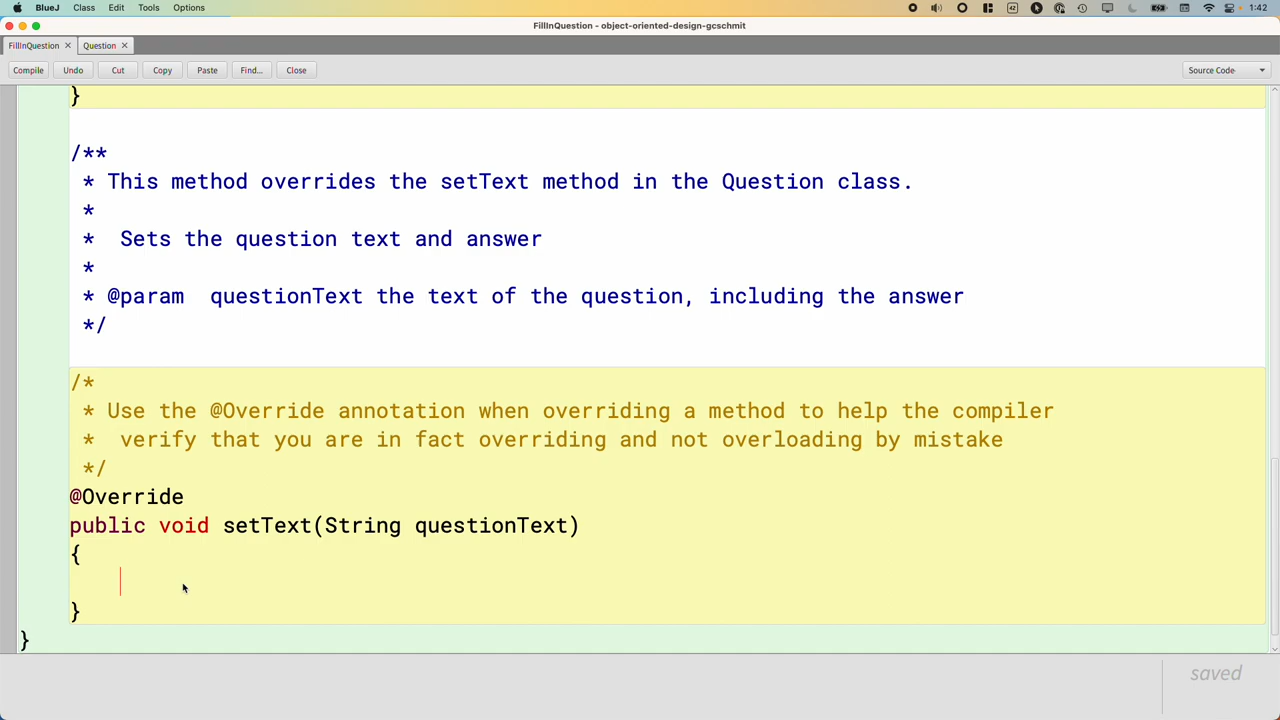 BlueJ Class Edit Tools Options 42 1:42
FillInQuestion - object-oriented-design-gcschmit
FillInQuestion × Question ×
Compile Undo Cut Copy Paste Find... Close Source Code
}
/**
* This method overrides the setText method in the Question class.
*
* Sets the question text and answer
*
* @param questionText the text of the question, including the answer
*/
/*
* Use the @Override annotation when overriding a method to help the compiler
* verify that you are in fact overriding and not overloading by mistake
*/
@Override
public void setText(String questionText)
{
}
}
saved